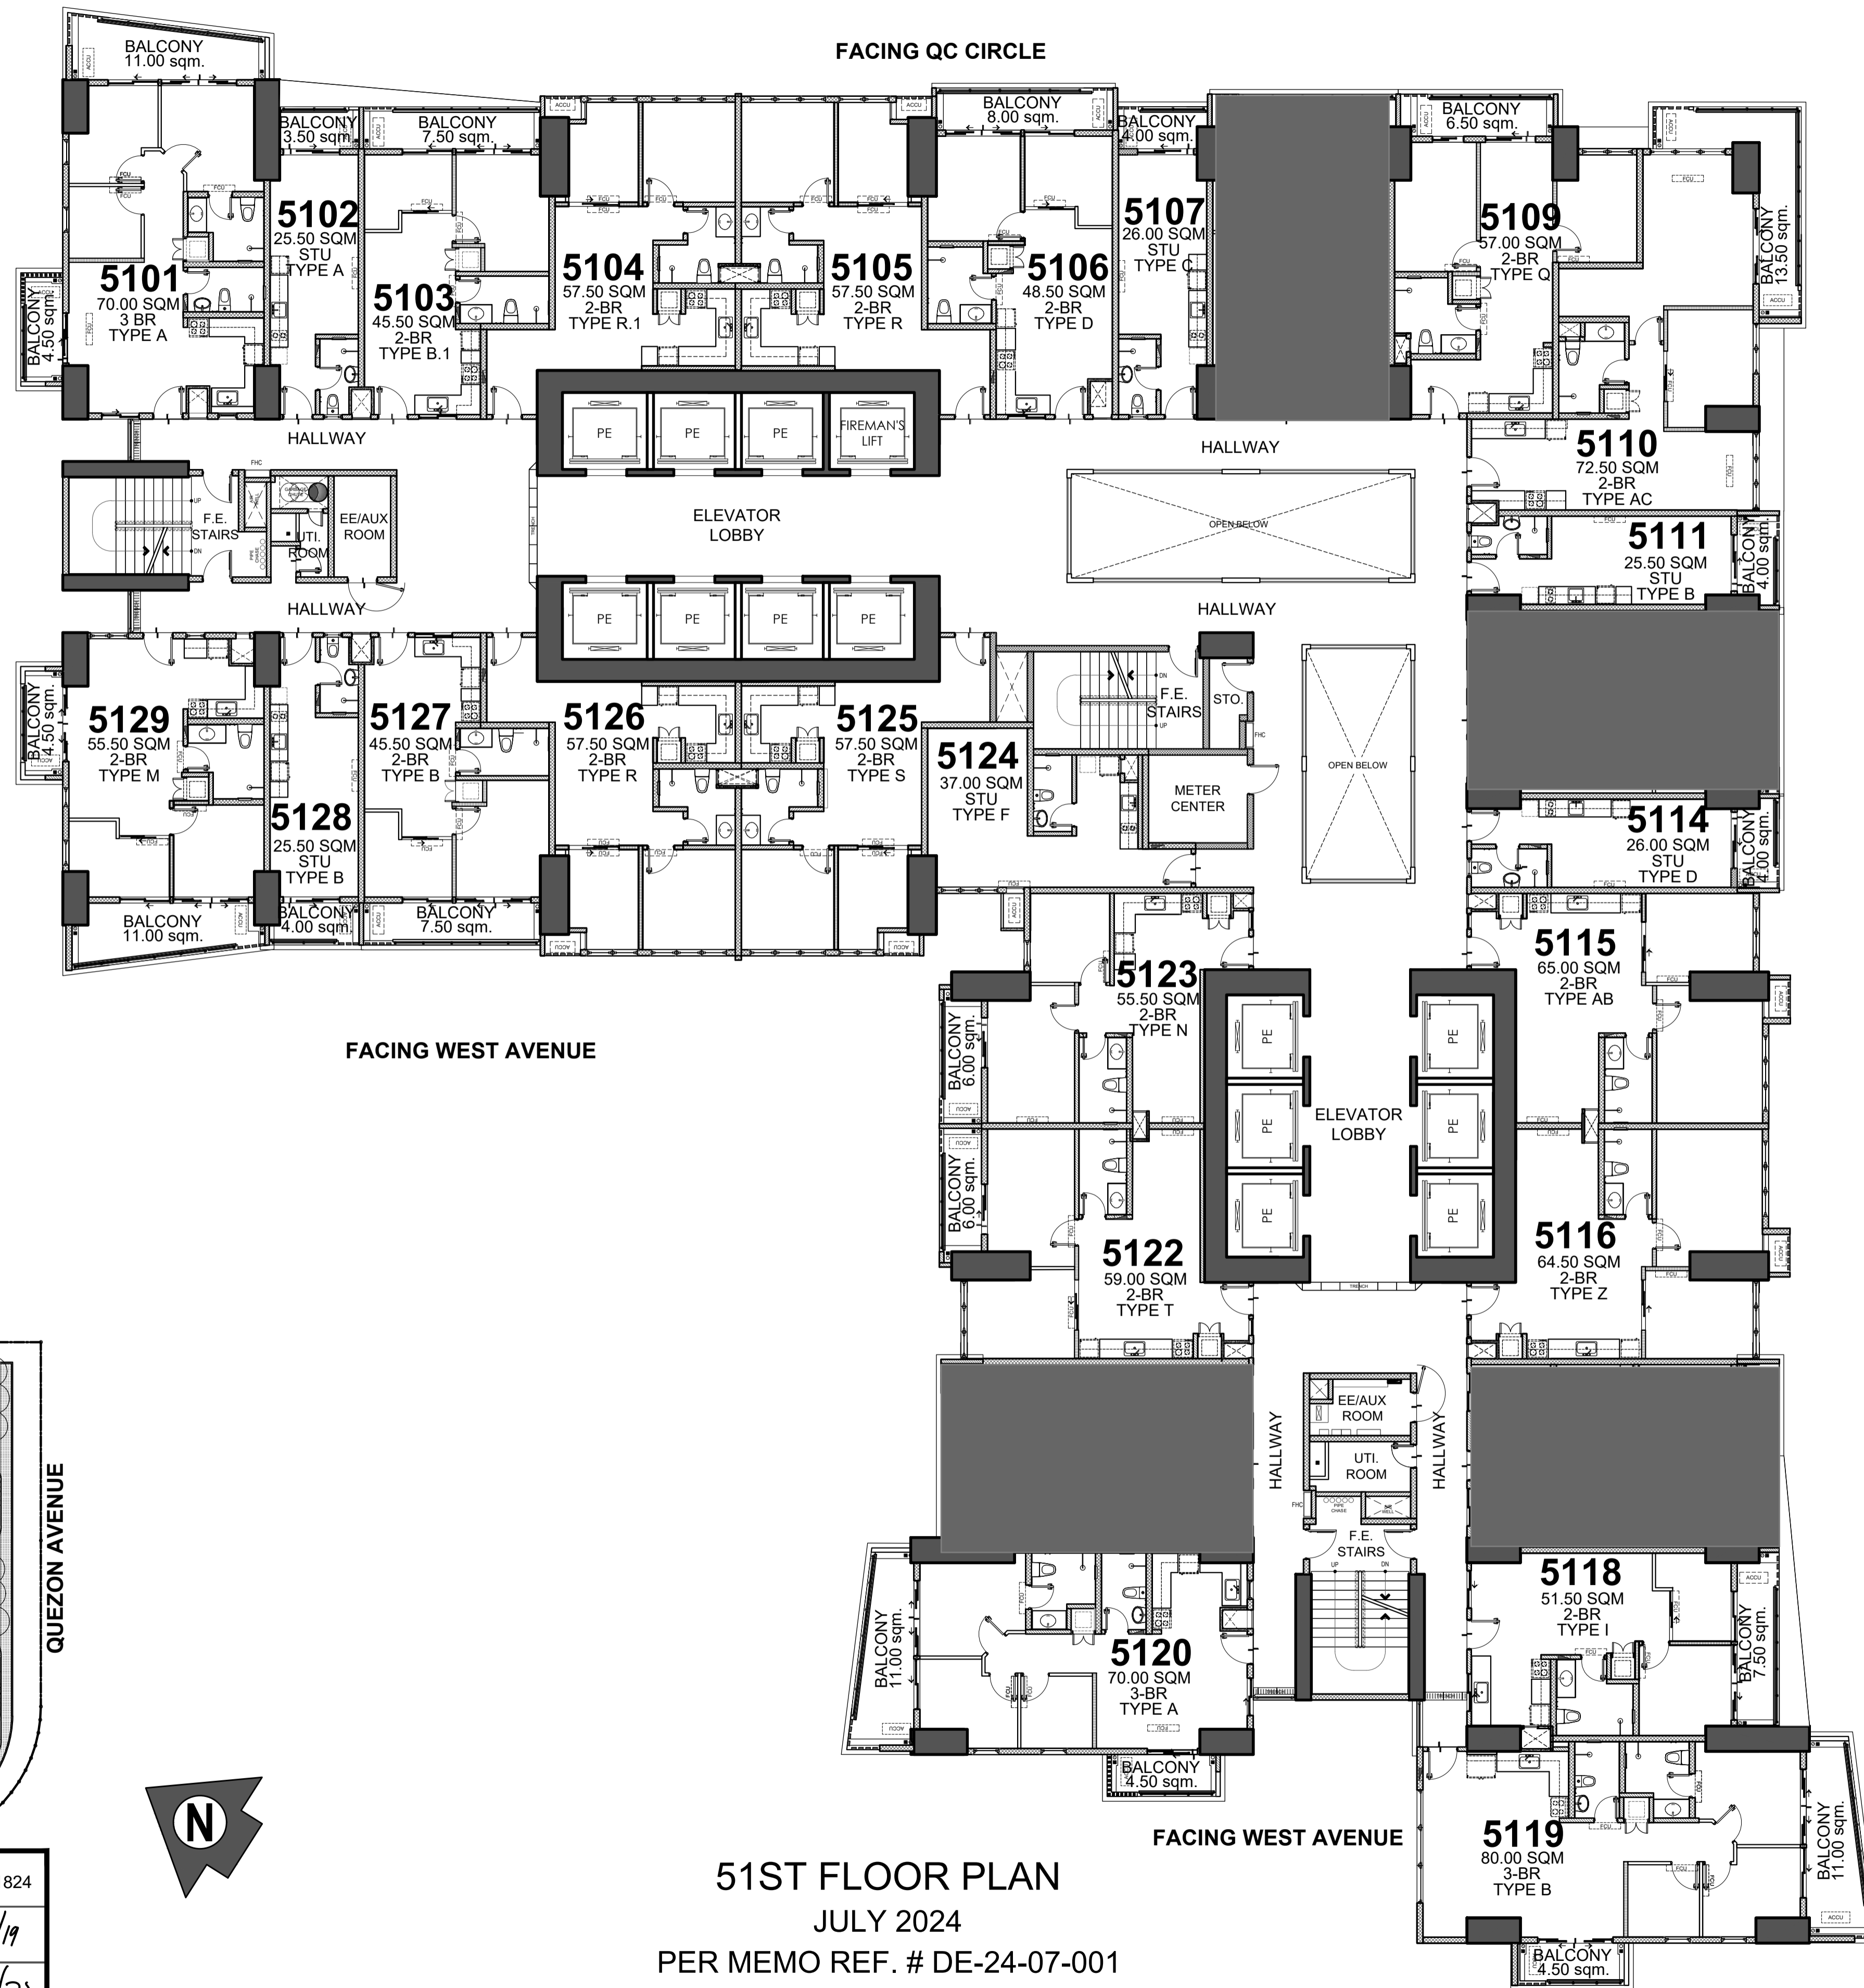 FACING QC CIRCLE
BALCONY
11.00 sqm.
BALCONY
3.50 sqm.
BALCONY
7.50 sqm.
BALCONY
8.00 sqm.
BALCONY
4.00 sqm.
BALCONY
6.50 sqm.
BALCONY
13.50 sqm.
BALCONY
4.50 sqm.
5101
70.00 SQM
3 BR
TYPE A
5102
25.50 SQM
STU
TYPE A
5103
45.50 SQM
2-BR
TYPE B.1
5104
57.50 SQM
2-BR
TYPE R.1
5105
57.50 SQM
2-BR
TYPE R
5106
48.50 SQM
2-BR
TYPE D
5107
26.00 SQM
STU
TYPE C
5109
57.00 SQM
2-BR
TYPE Q
5110
72.50 SQM
2-BR
TYPE AC
5111
25.50 SQM
STU
TYPE B
BALCONY
4.00 sqm.
HALLWAY
PE
PE
PE
FIREMAN'S
LIFT
HALLWAY
FHC
UP
F.E.
STAIRS
DN
PIPE
CHASE
UTI.
ROOM
EE/AUX
ROOM
TRENCH
ELEVATOR
LOBBY
OPEN BELOW
HALLWAY
PE
PE
PE
PE
HALLWAY
BALCONY
4.50 sqm.
5129
55.50 SQM
2-BR
TYPE M
5128
25.50 SQM
STU
TYPE B
5127
45.50 SQM
2-BR
TYPE B
5126
57.50 SQM
2-BR
TYPE R
5125
57.50 SQM
2-BR
TYPE S
5124
37.00 SQM
STU
TYPE F
DN
F.E.
STAIRS
UP
STO.
FHC
METER
CENTER
OPEN BELOW
5114
26.00 SQM
STU
TYPE D
BALCONY
4.00 sqm.
BALCONY
11.00 sqm.
BALCONY
4.00 sqm.
BALCONY
7.50 sqm.
5123
55.50 SQM
2-BR
TYPE N
5115
65.00 SQM
2-BR
TYPE AB
FACING WEST AVENUE
BALCONY
6.00 sqm.
BALCONY
6.00 sqm.
PE
PE
PE
ELEVATOR
LOBBY
PE
PE
PE
TRENCH
5122
59.00 SQM
2-BR
TYPE T
5116
64.50 SQM
2-BR
TYPE Z
HALLWAY
EE/AUX
ROOM
HALLWAY
UTI.
ROOM
FHC
PIPE
CHASE
F.E.
STAIRS
UP
DN
BALCONY
11.00 sqm.
5120
70.00 SQM
3-BR
TYPE A
BALCONY
4.50 sqm.
5118
51.50 SQM
2-BR
TYPE I
BALCONY
7.50 sqm.
5119
80.00 SQM
3-BR
TYPE B
BALCONY
11.00 sqm.
BALCONY
4.50 sqm.
FACING WEST AVENUE
QUEZON AVENUE
N
824
51ST FLOOR PLAN
JULY 2024
PER MEMO REF. # DE-24-07-001